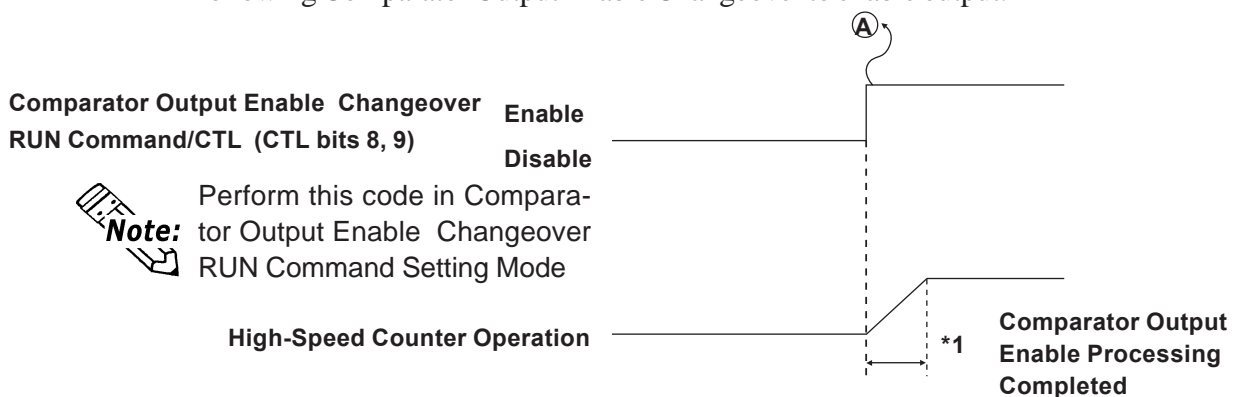 A
Comparator Output Enable Changeover
RUN Command/CTL (CTL bits 8, 9)
Enable
Disable
Note:
Perform this code in Compara-
tor Output Enable Changeover
RUN Command Setting Mode
High-Speed Counter Operation
*1
Comparator Output
Enable Processing
Completed